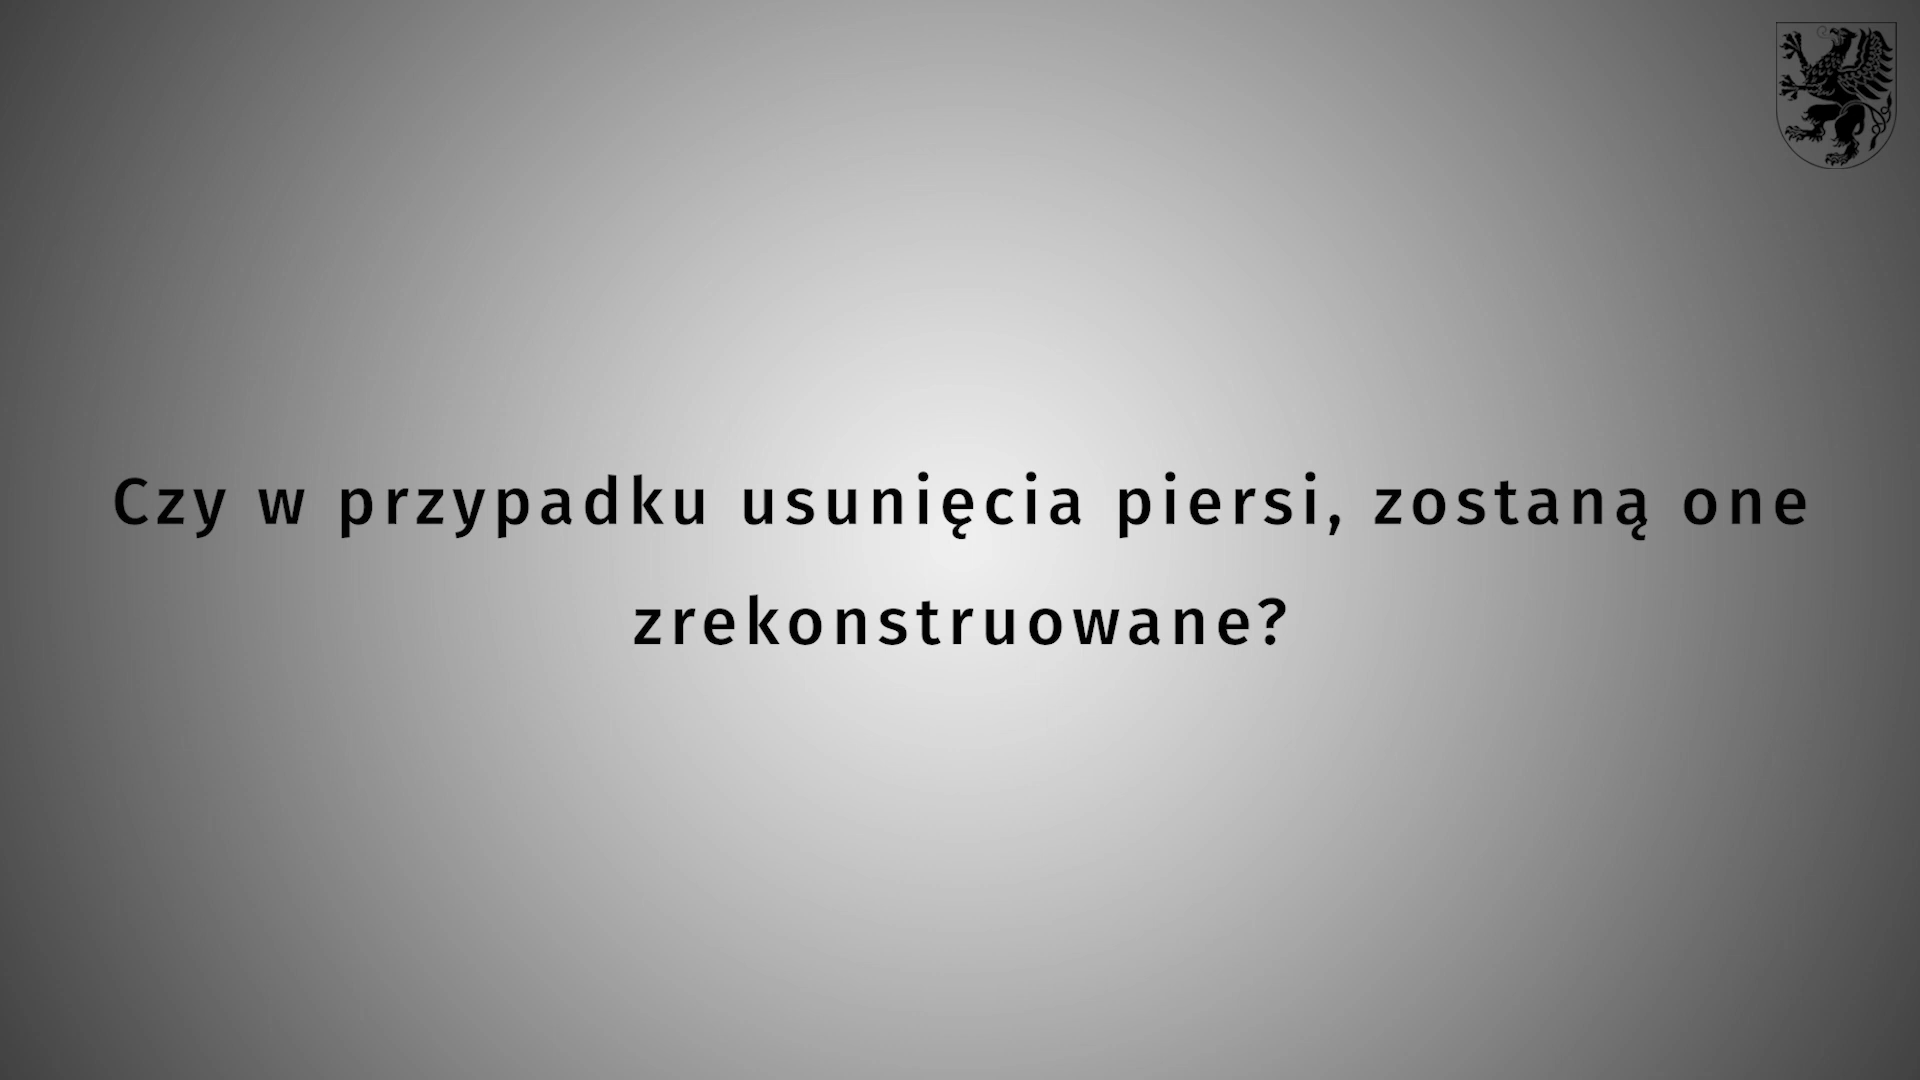 Czy w przypadku usunięcia piersi, zostaną one
zrekonstruowane?